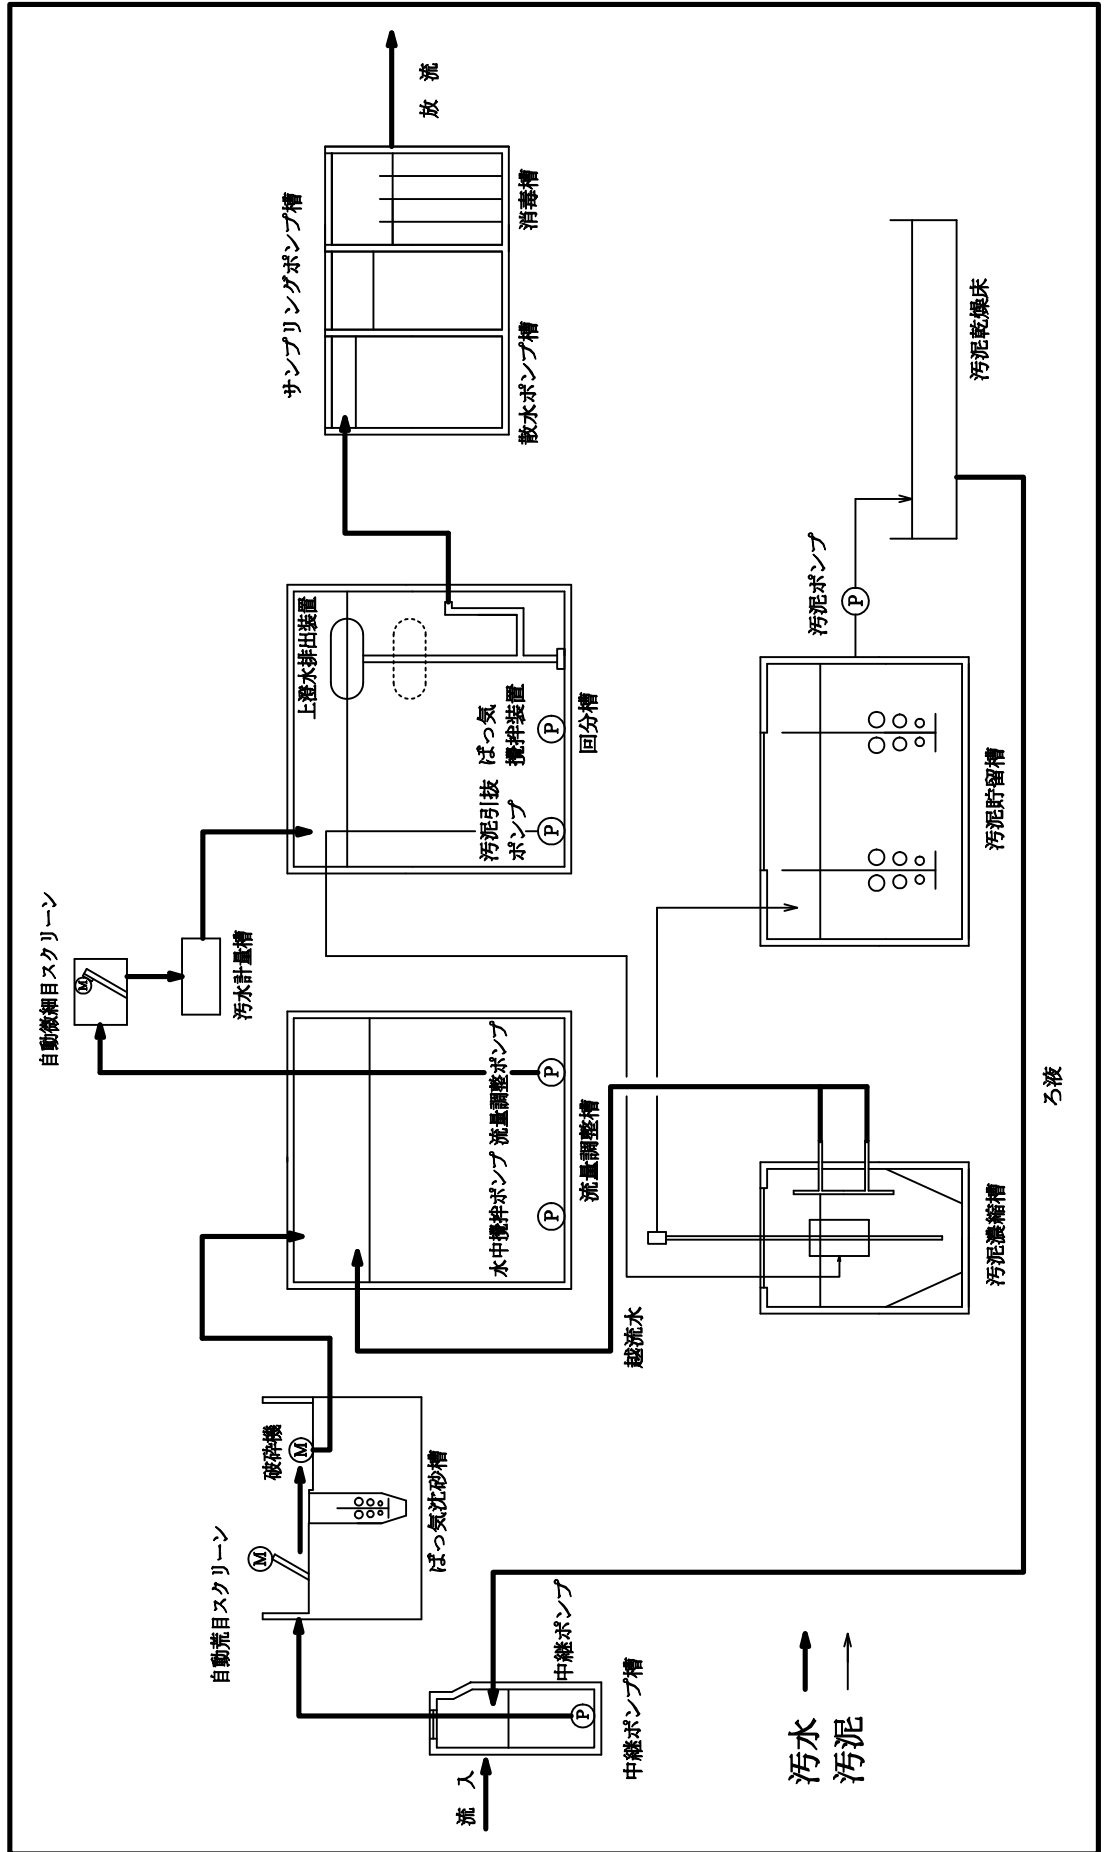 流入
中継ポンプ槽
中継ポンプ
P
自動荒目スクリーン
M
破砕機
M
ばっ気沈砂槽
流量調整槽
水中攪拌ポンプ
流量調整ポンプ
P
P
越流水
自動微細目スクリーン
M
汚水計量槽
上澄水排出装置
汚泥引抜
ポンプ
ばっ気
攪拌装置
P
P
回分槽
サンプリングポンプ槽
散水ポンプ槽
消毒槽
放流
汚泥濃縮槽
汚泥貯留槽
汚泥ポンプ
P
汚泥乾燥床
ろ液
汚水
汚泥